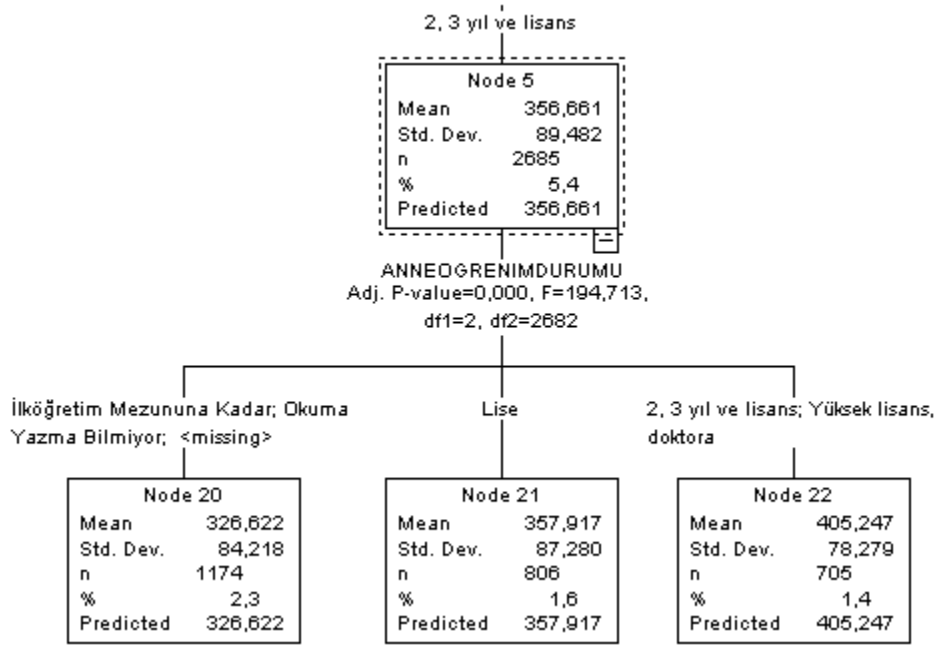 2, 3 yıl ve lisans
Node 5
Mean 356,661
Std. Dev. 89,482
n 2685
% 5,4
Predicted 356,661
ANNEOGRENIMDURUMU
Adj. P-value=0,000, F=194,713,
df1=2, df2=2682
İlköğretim Mezununa Kadar; Okuma
Yazma Bilmiyor; <missing>
Node 20
Mean 326,622
Std. Dev. 84,218
n 1174
% 2,3
Predicted 326,622
Lise
Node 21
Mean 357,917
Std. Dev. 87,280
n 806
% 1,6
Predicted 357,917
2, 3 yıl ve lisans; Yüksek lisans,
doktora
Node 22
Mean 405,247
Std. Dev. 78,279
n 705
% 1,4
Predicted 405,247